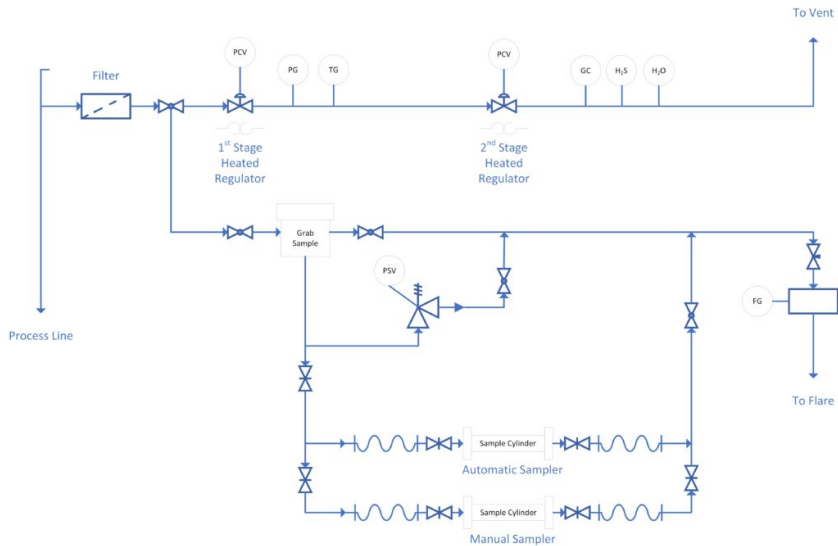 To Vent
PCV
PCV
Filter
PG
TG
GC
H₂S
H₂O
1st Stage
Heated
Regulator
2nd Stage
Heated
Regulator
Grab
Sample
PSV
FG
Process Line
To Flare
Sample Cylinder
Automatic Sampler
Sample Cylinder
Manual Sampler